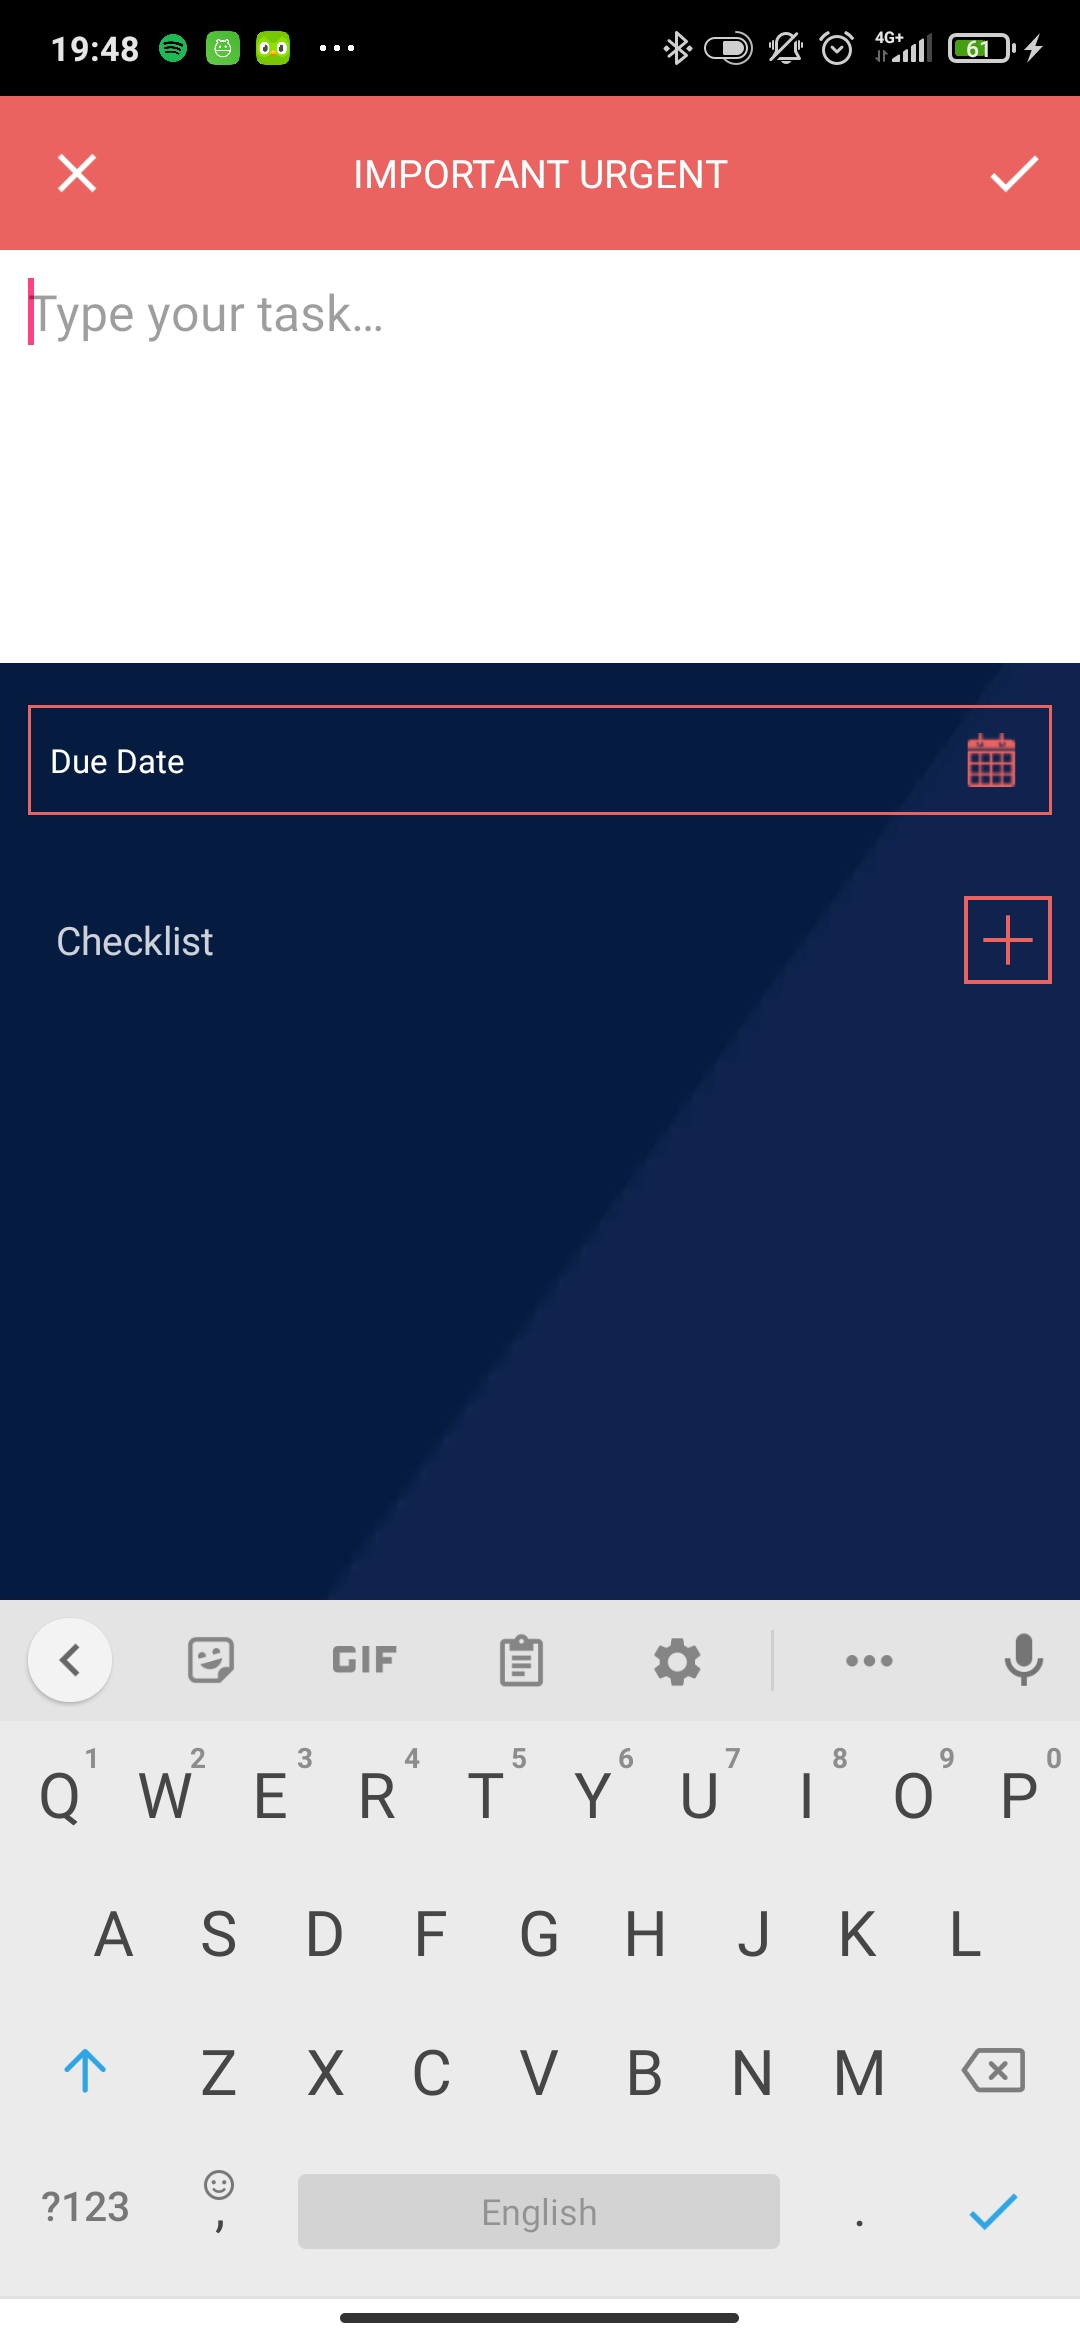 19:48 4G+ 61
IMPORTANT URGENT
Type your task...
Due Date
Checklist
GIF
1 2 3 4 5 6 7 8 9 0
Q W E R T Y U I O P
A S D F G H J K L
Z X C V B N M
?123 , English .